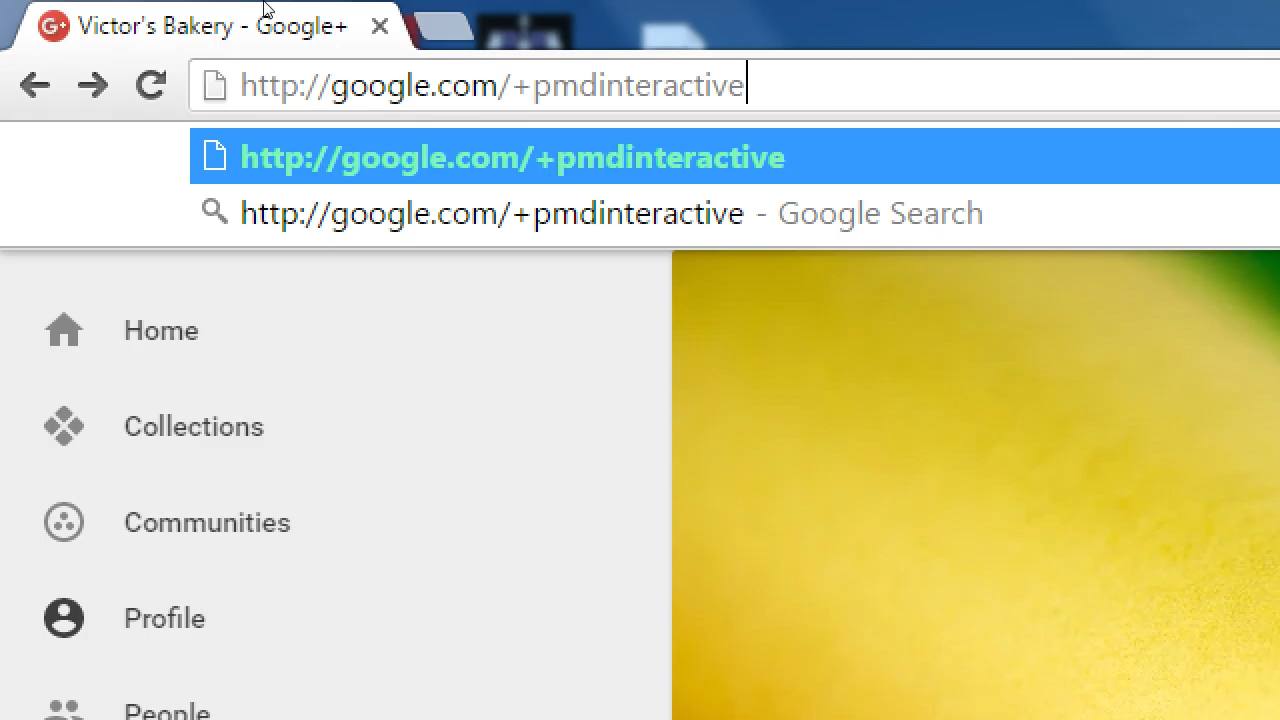 Victor's Bakery - Google+
http://google.com/+pmdinteractive
http://google.com/+pmdinteractive
http://google.com/+pmdinteractive - Google Search
Home
Collections
Communities
Profile
People